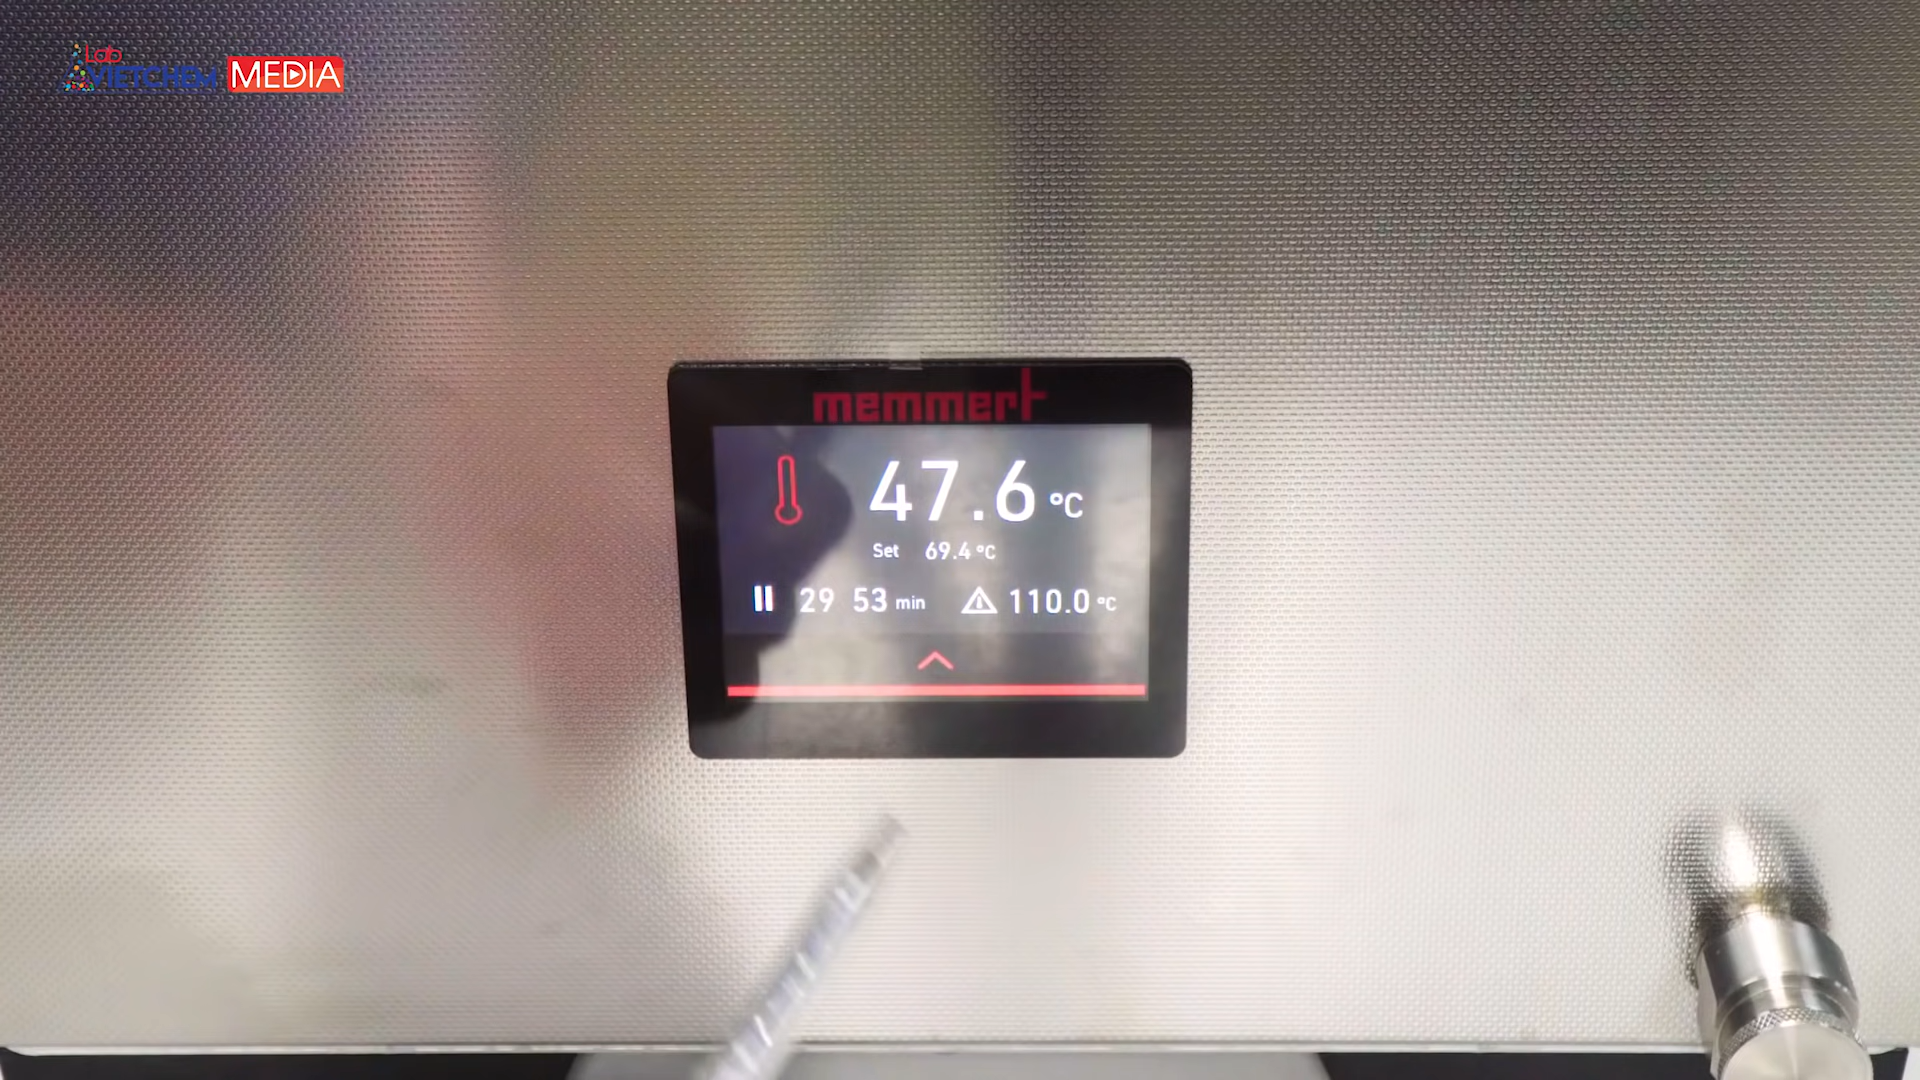 Lab
VIETCHEM MEDIA
memmert
47.6 °C
Set 69.4 °C
29 53 min 110.0 °C